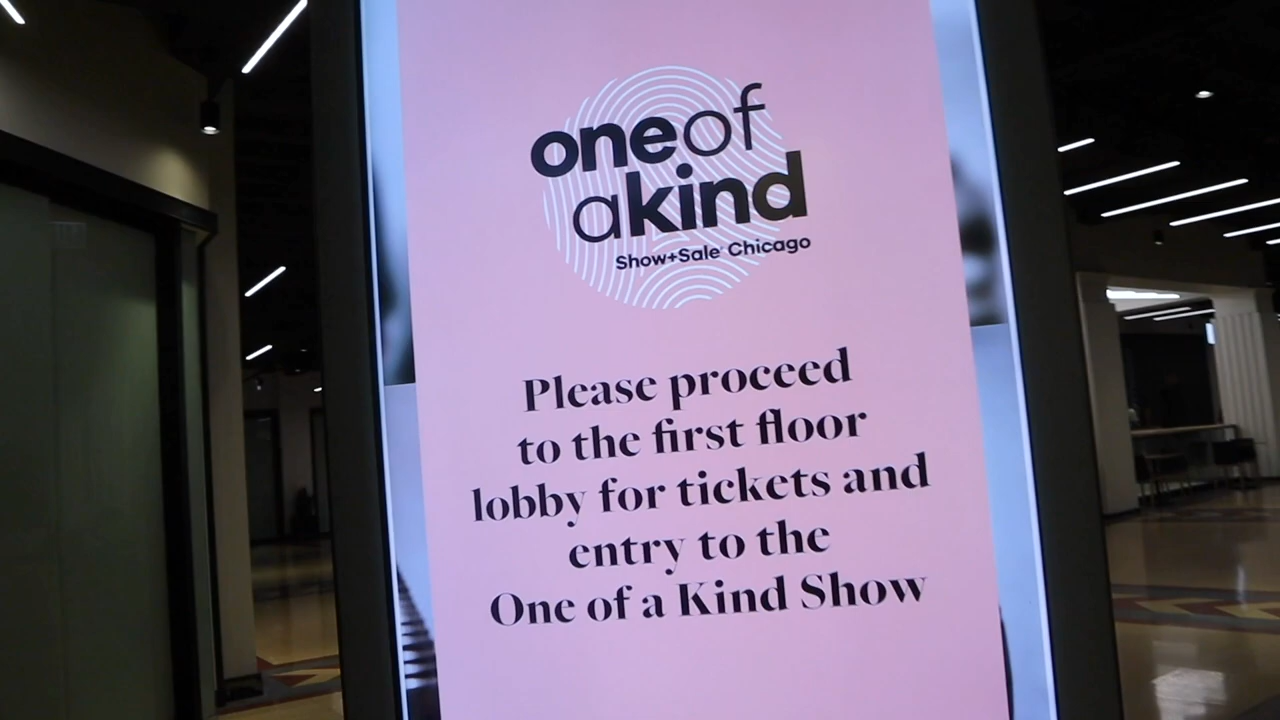 one of
a kind
Show+Sale Chicago
Please proceed
to the first floor
lobby for tickets and
entry to the
One of a Kind Show